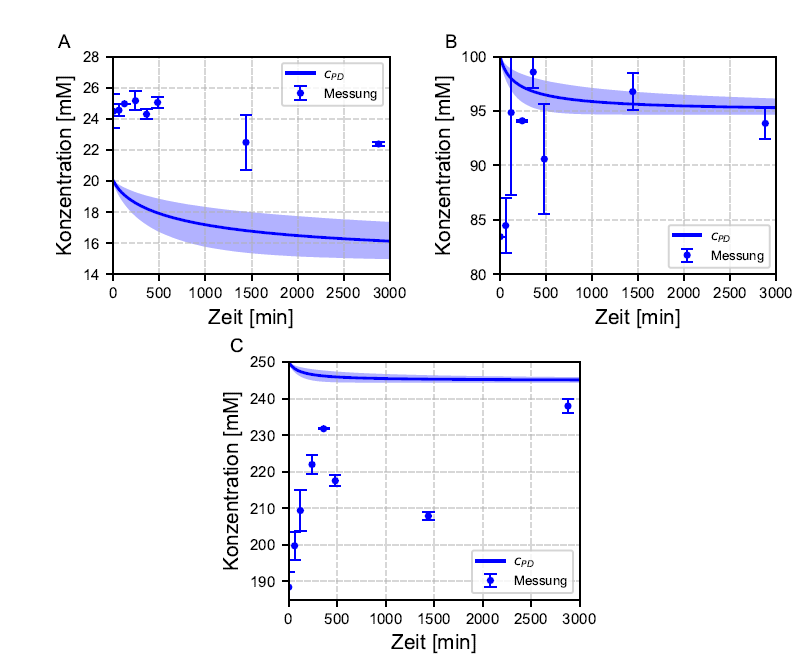 A
Konzentration [mM]
28
26
24
22
20
18
16
14
0
500
1000
1500
2000
2500
3000
Zeit [min]
c_PD
Messung
B
Konzentration [mM]
100
95
90
85
80
0
500
1000
1500
2000
2500
3000
Zeit [min]
c_PD
Messung
C
Konzentration [mM]
250
240
230
220
210
200
190
0
500
1000
1500
2000
2500
3000
Zeit [min]
c_PD
Messung